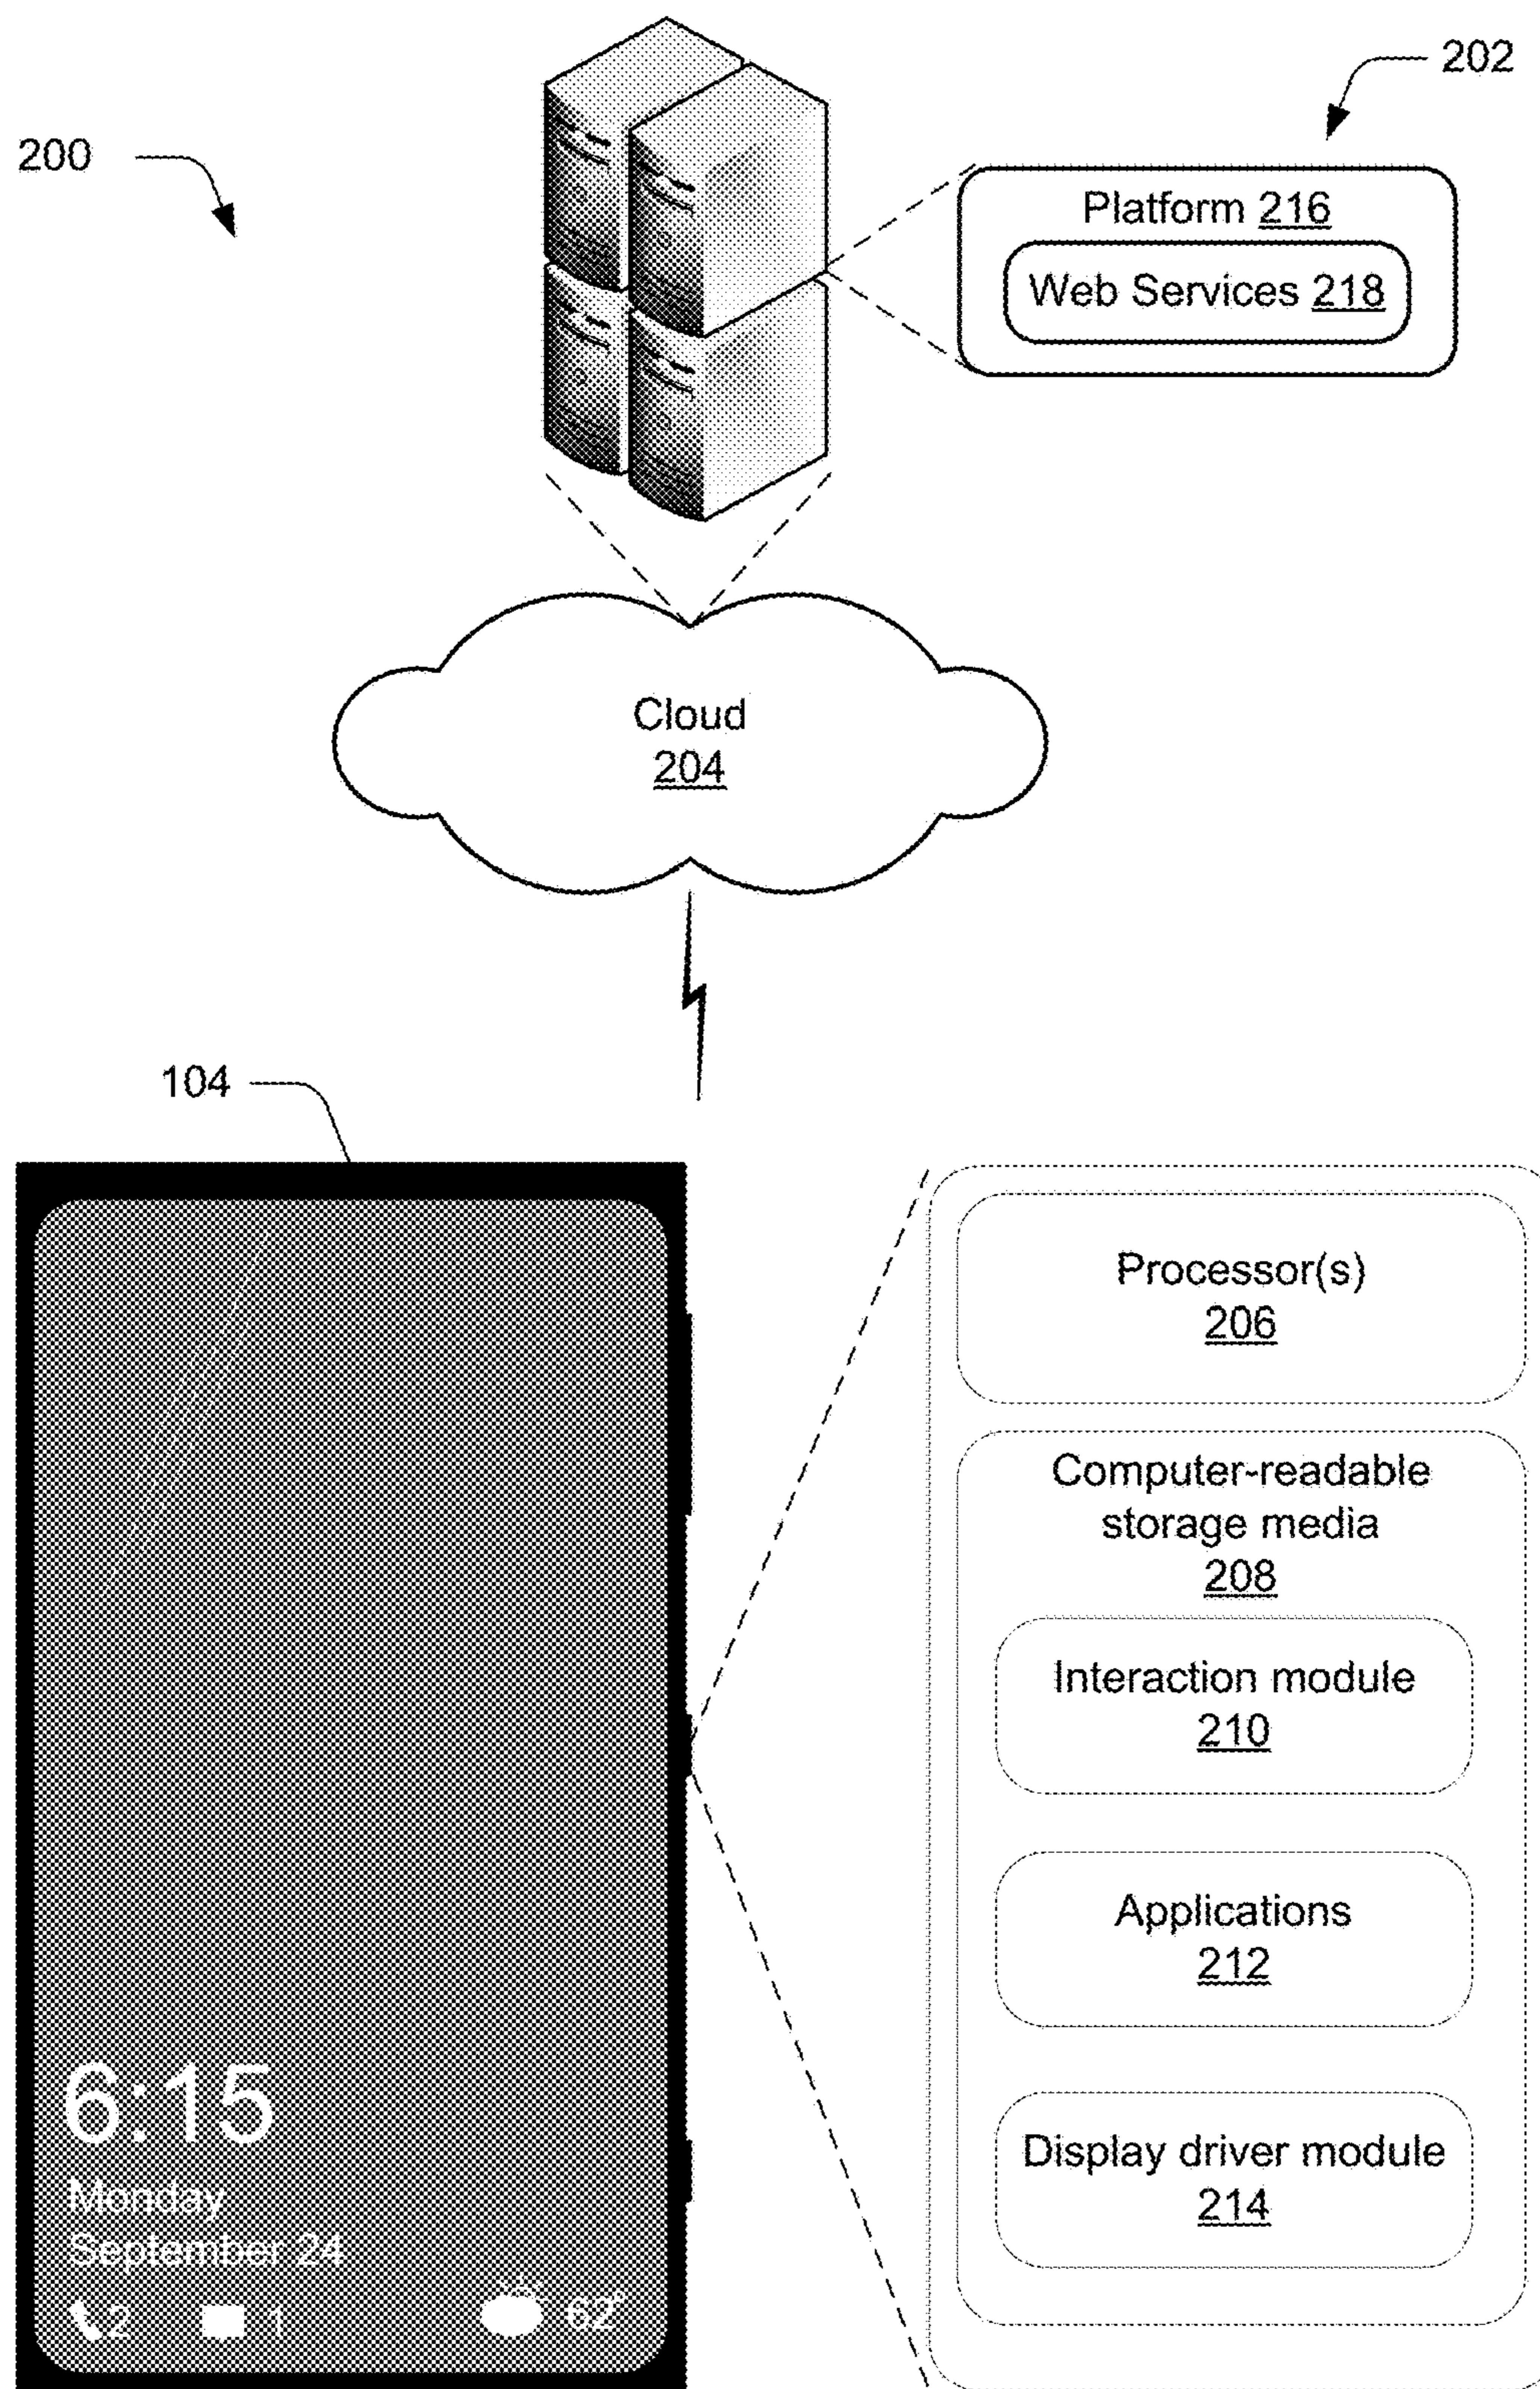 202
200
Platform 216
Web Services 218
Cloud
204
104
Processor(s)
206
Computer-readable
storage media
208
Interaction module
210
Applications
212
Display driver module
214
6:15
Monday
September 24
2 1 62°